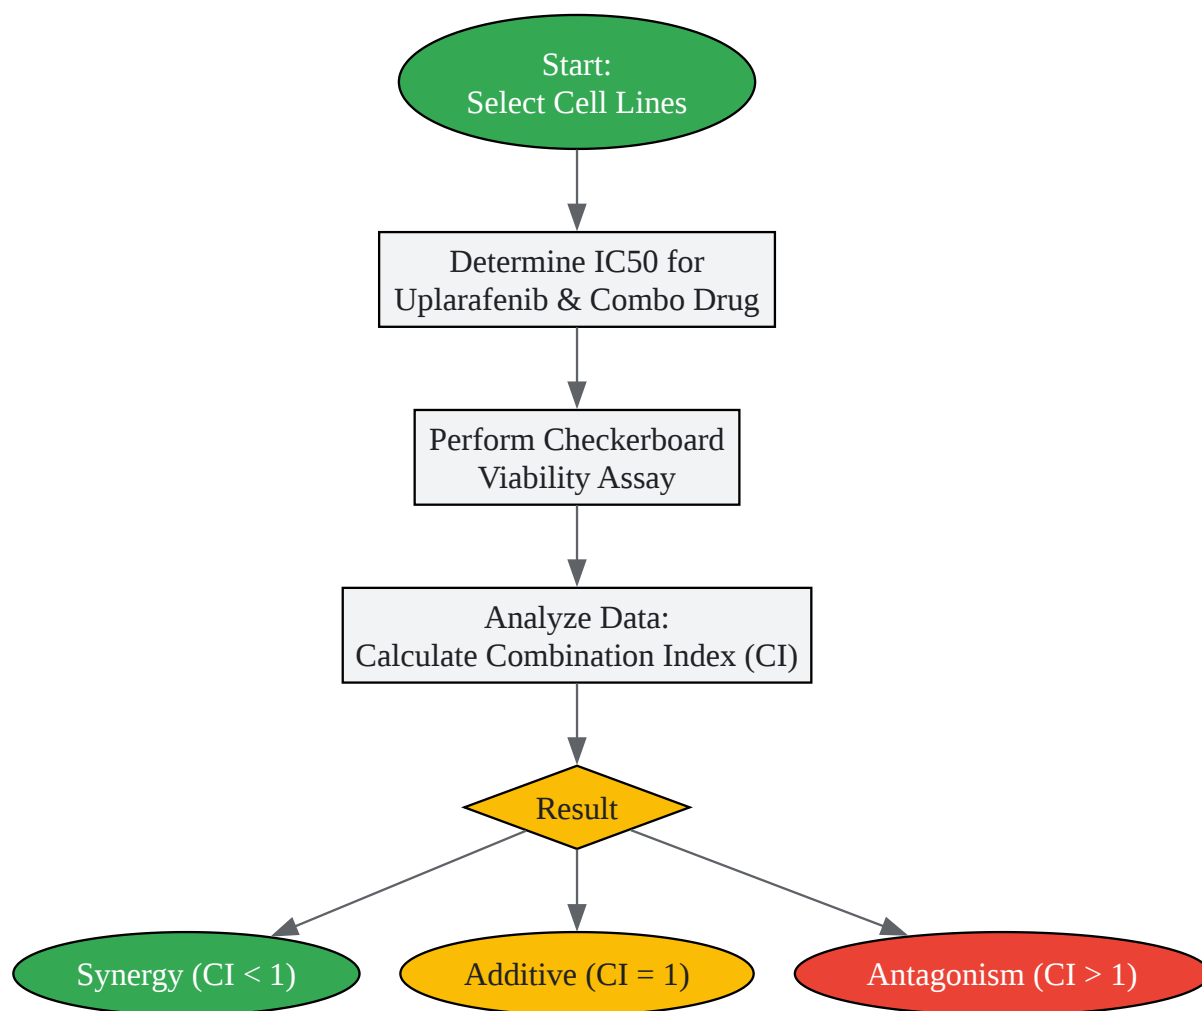 Start:
Select Cell Lines
Determine IC50 for
Uplarafenib & Combo Drug
Perform Checkerboard
Viability Assay
Analyze Data:
Calculate Combination Index (CI)
Result
Synergy (CI < 1)
Additive (CI = 1)
Antagonism (CI > 1)